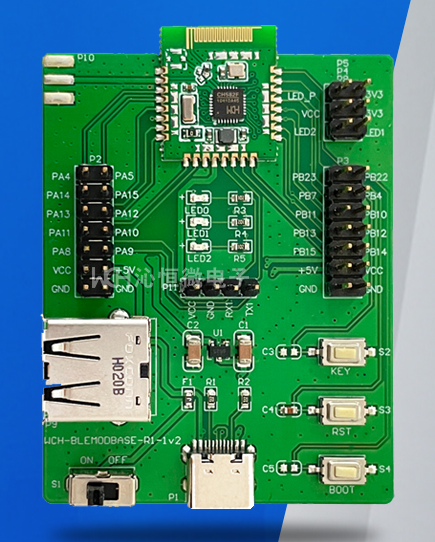 P10
CH582F
WCH
P5
P4
LED_P
3V3
VCC
3V3
LED2
LED1
P2
PA4
PA5
PA14
PA15
PA13
PA12
PA11
PA10
PA8
PA9
VCC
+5V
GND
GND
P3
PB23
PB22
PB7
PB4
PB11
PB10
PB13
PB12
PB15
PB14
+5V
VCC
GND
GND
LED0
R3
LED1
R4
LED2
R5
WCH 沁恒微电子
P11
VCC
GND
RX1
TX1
C2
U1
C1
F1
R1
R2
H020B
P9
WCH-BLEMODBASE-R1-1v2
ON OFF
S1
P1
C3
S2
KEY
C4
S3
RST
C5
S4
BOOT